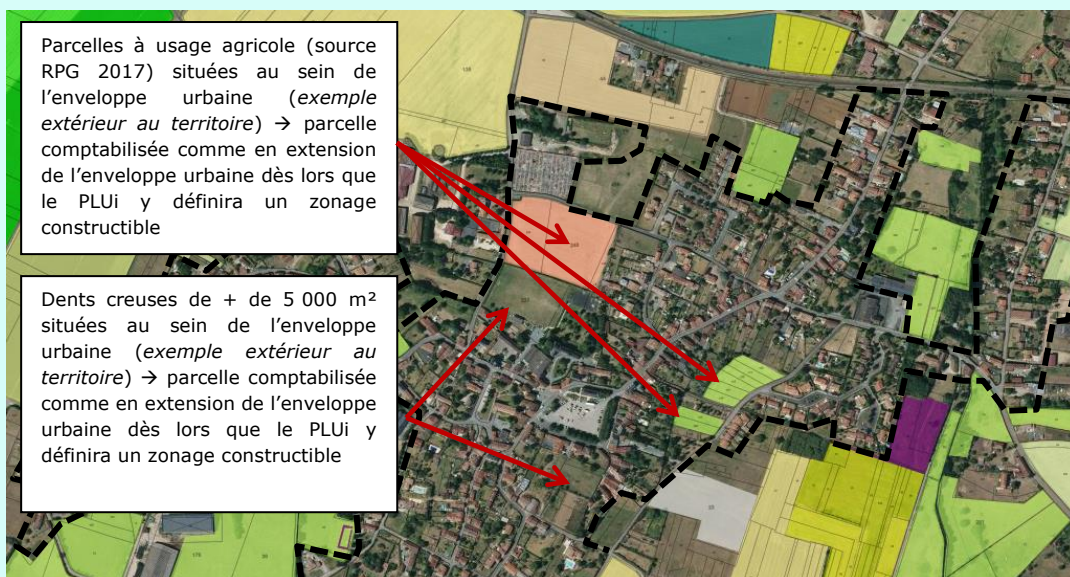 Parcelles à usage agricole (source
RPG 2017) situées au sein de
l’enveloppe urbaine (exemple
extérieur au territoire) → parcelle
comptabilisée comme en extension
de l’enveloppe urbaine dès lors que
le PLUi y définira un zonage
constructible
Dents creuses de + de 5 000 m²
situées au sein de l’enveloppe
urbaine (exemple extérieur au
territoire) → parcelle comptabilisée
comme en extension de l’enveloppe
urbaine dès lors que le PLUi y
définira un zonage constructible